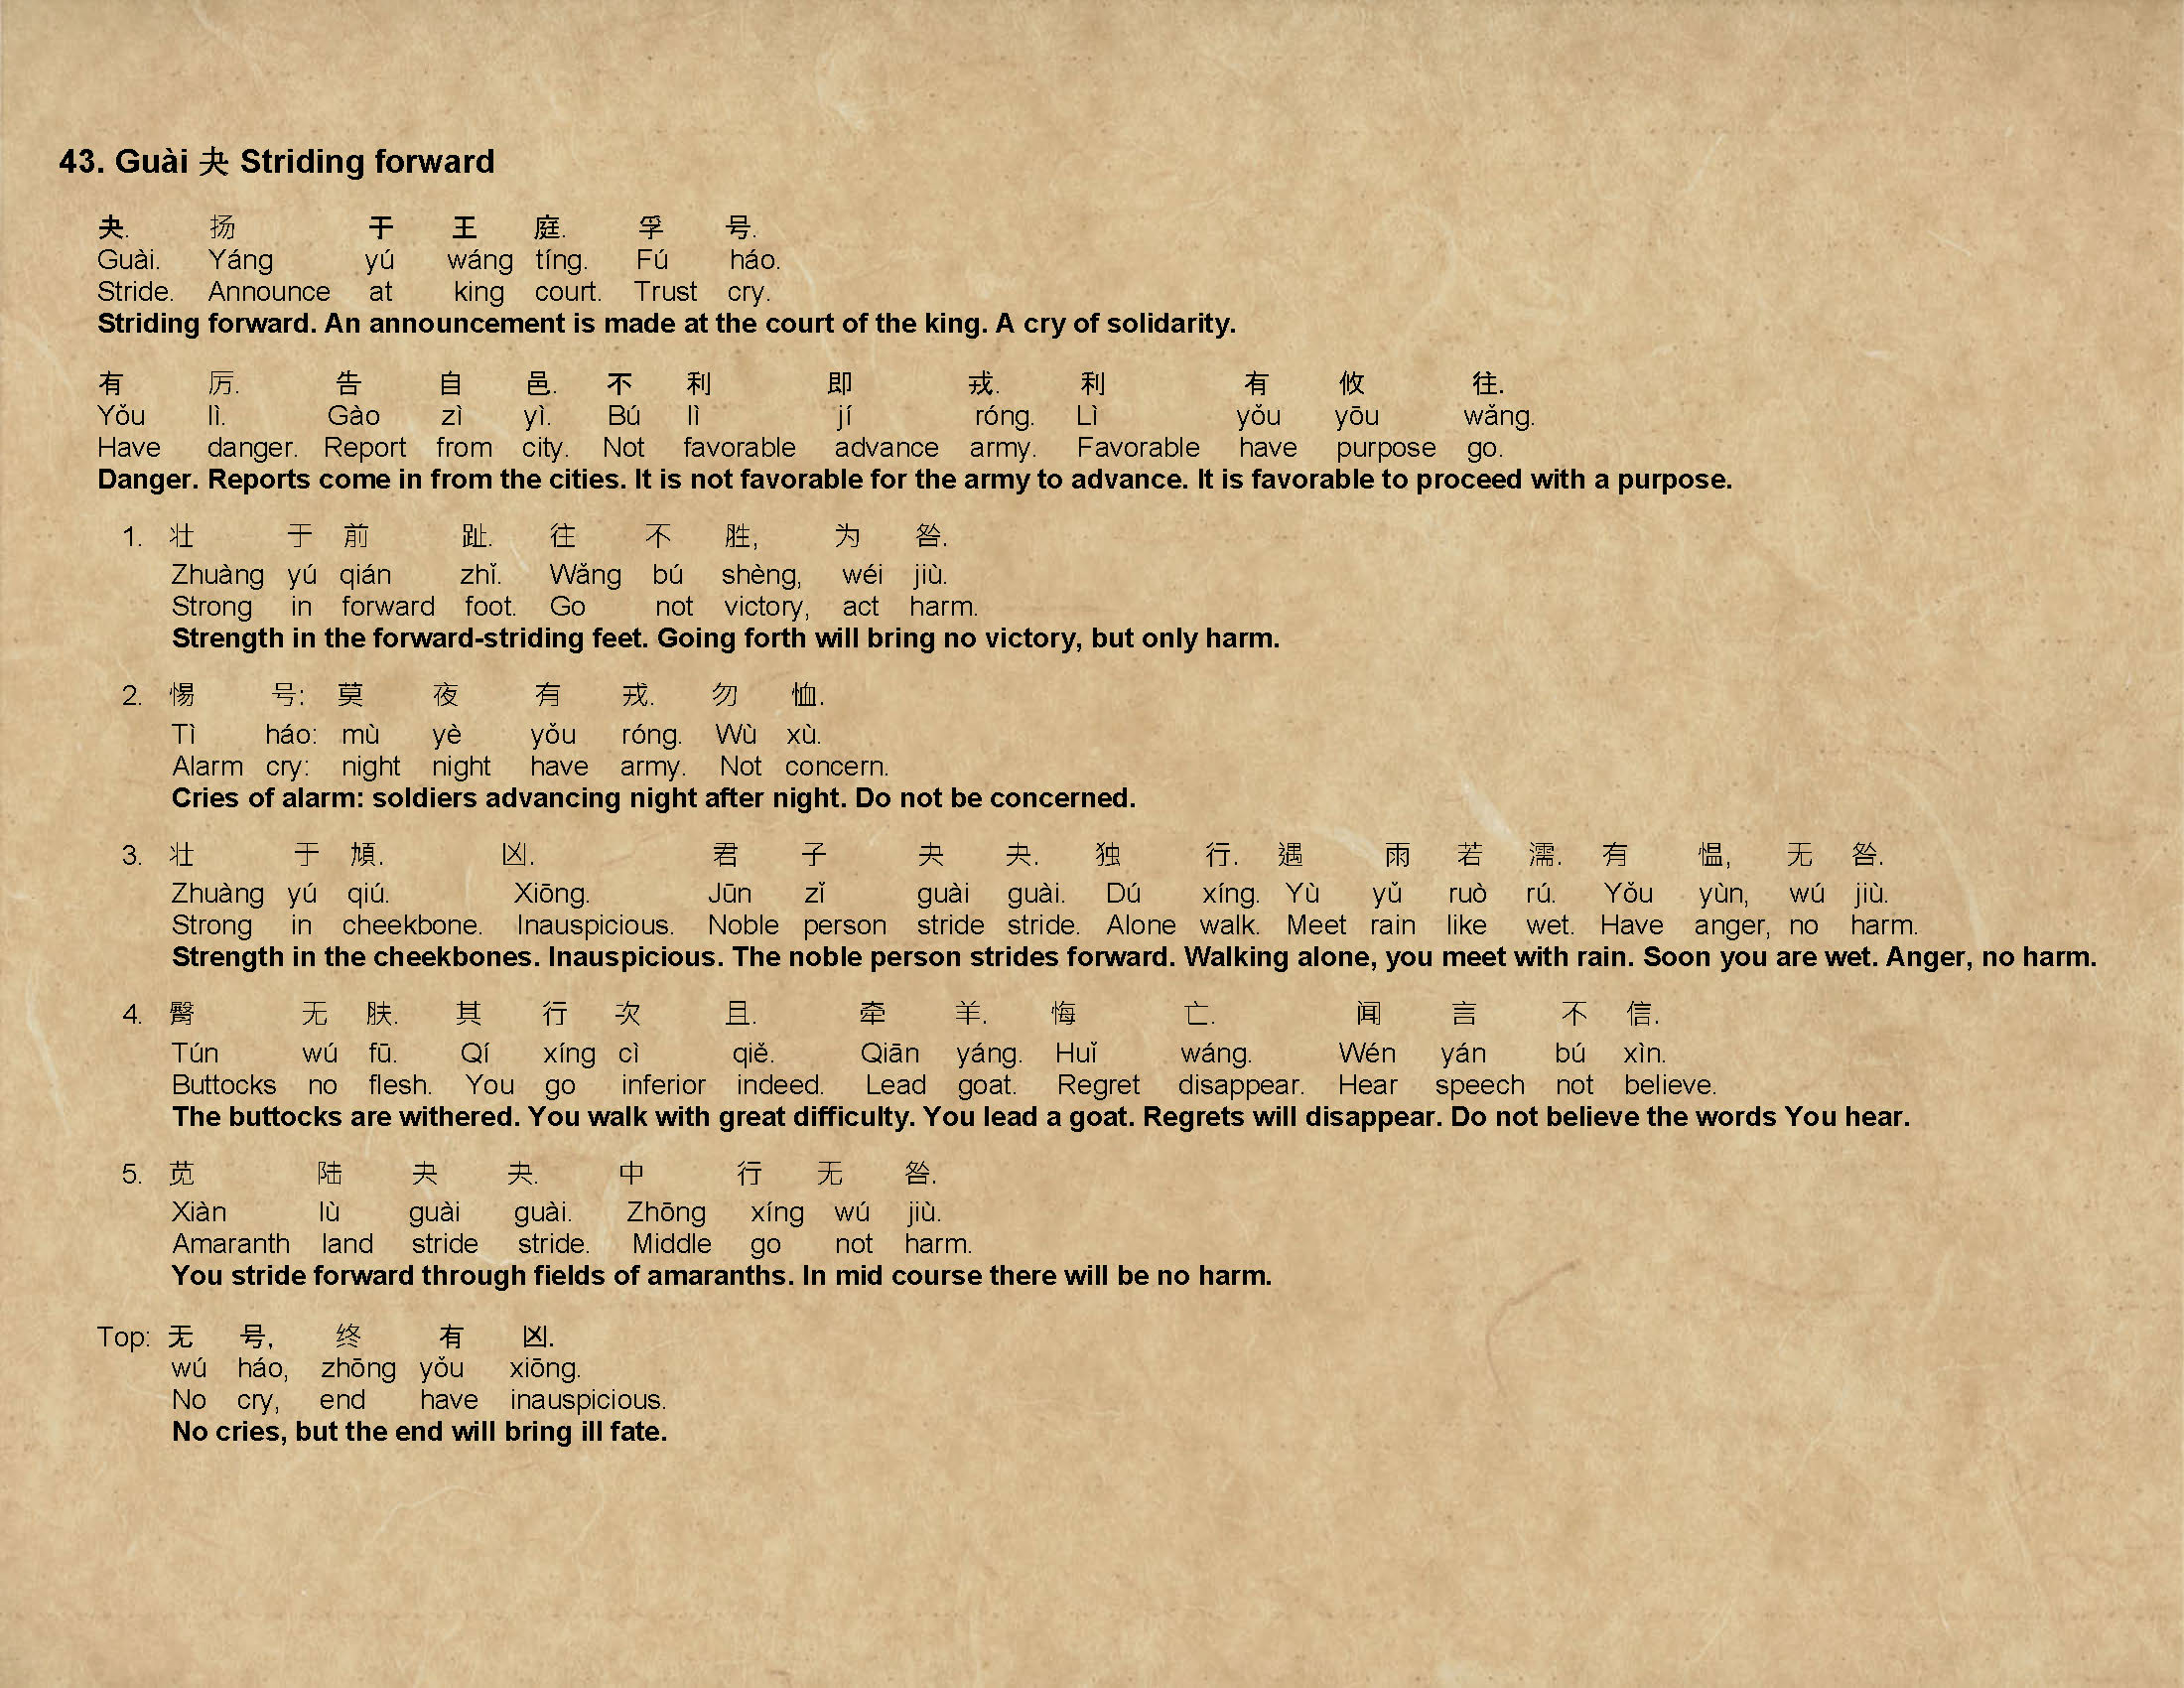 43. Guài 夬 Striding forward
夬. 扬 于 王 庭. 孚 号.
Guài. Yáng yú wáng tíng. Fú háo.
Stride. Announce at king court. Trust cry.
Striding forward. An announcement is made at the court of the king. A cry of solidarity.
有 厉. 告 自 邑. 不 利 即 戎. 利 有 攸 往.
Yǒu lì. Gào zì yì. Bú lì jí róng. Lì yǒu yōu wǎng.
Have danger. Report from city. Not favorable advance army. Favorable have purpose go.
Danger. Reports come in from the cities. It is not favorable for the army to advance. It is favorable to proceed with a purpose.
1. 壮 于 前 趾. 往 不 胜, 为 咎.
Zhuàng yú qián zhǐ. Wǎng bú shèng, wéi jiù.
Strong in forward foot. Go not victory, act harm.
Strength in the forward-striding feet. Going forth will bring no victory, but only harm.
2. 惕 号: 莫 夜 有 戎. 勿 恤.
Tì háo: mù yè yǒu róng. Wù xù.
Alarm cry: night night have army. Not concern.
Cries of alarm: soldiers advancing night after night. Do not be concerned.
3. 壮 于 頄. 凶. 君 子 夬 夬. 独 行. 遇 雨 若 濡. 有 愠, 无 咎.
Zhuàng yú qiú. Xiōng. Jūn zǐ guài guài. Dú xíng. Yù yǔ ruò rú. Yǒu yùn, wú jiù.
Strong in cheekbone. Inauspicious. Noble person stride stride. Alone walk. Meet rain like wet. Have anger, no harm.
Strength in the cheekbones. Inauspicious. The noble person strides forward. Walking alone, you meet with rain. Soon you are wet. Anger, no harm.
4. 臀 无 肤. 其 行 次 且. 牵 羊. 悔 亡. 闻 言 不 信.
Tún wú fū. Qí xíng cì qiě. Qiān yáng. Huǐ wáng. Wén yán bú xìn.
Buttocks no flesh. You go inferior indeed. Lead goat. Regret disappear. Hear speech not believe.
The buttocks are withered. You walk with great difficulty. You lead a goat. Regrets will disappear. Do not believe the words You hear.
5. 苋 陆 夬 夬. 中 行 无 咎.
Xiàn lù guài guài. Zhōng xíng wú jiù.
Amaranth land stride stride. Middle go not harm.
You stride forward through fields of amaranths. In mid course there will be no harm.
Top: 无 号, 终 有 凶.
wú háo, zhōng yǒu xiōng.
No cry, end have inauspicious.
No cries, but the end will bring ill fate.